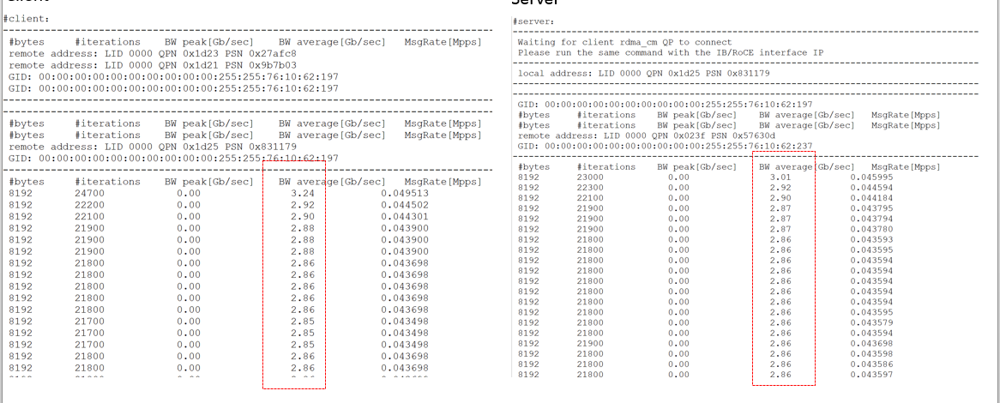 #client:
#bytes #iterations BW peak[Gb/sec] BW average[Gb/sec] MsgRate[Mpps]
remote address: LID 0000 QPN 0x1d23 PSN 0x27afc8
remote address: LID 0000 QPN 0x1d21 PSN 0x9b7b03
GID: 00:00:00:00:00:00:00:00:00:00:255:255:76:10:62:197
GID: 00:00:00:00:00:00:00:00:00:00:255:255:76:10:62:197
#bytes #iterations BW peak[Gb/sec] BW average[Gb/sec] MsgRate[Mpps]
#bytes #iterations BW peak[Gb/sec] BW average[Gb/sec] MsgRate[Mpps]
remote address: LID 0000 QPN 0x1d25 PSN 0x831179
GID: 00:00:00:00:00:00:00:00:00:00:255:255:76:10:62:197
#bytes #iterations BW peak[Gb/sec] BW average[Gb/sec] MsgRate[Mpps]
8192 24700 0.00 3.24 0.049513
8192 22200 0.00 2.92 0.044502
8192 22100 0.00 2.90 0.044301
8192 21900 0.00 2.88 0.043900
8192 21900 0.00 2.88 0.043900
8192 21900 0.00 2.88 0.043900
8192 21800 0.00 2.86 0.043698
8192 21800 0.00 2.86 0.043698
8192 21800 0.00 2.86 0.043698
8192 21800 0.00 2.86 0.043698
8192 21800 0.00 2.86 0.043698
8192 21700 0.00 2.85 0.043498
8192 21700 0.00 2.85 0.043498
8192 21700 0.00 2.85 0.043498
8192 21800 0.00 2.86 0.043698
8192 21800 0.00 2.86 0.043698
Server
#server:
Waiting for client rdma_cm QP to connect
Please run the same command with the IB/RoCE interface IP
local address: LID 0000 QPN 0x1d25 PSN 0x831179
GID: 00:00:00:00:00:00:00:00:00:00:255:255:76:10:62:197
#bytes #iterations BW peak[Gb/sec] BW average[Gb/sec] MsgRate[Mpps]
#bytes #iterations BW peak[Gb/sec] BW average[Gb/sec] MsgRate[Mpps]
remote address: LID 0000 QPN 0x023f PSN 0x57630d
GID: 00:00:00:00:00:00:00:00:00:00:255:255:76:10:62:237
#bytes #iterations BW peak[Gb/sec] BW average[Gb/sec] MsgRate[Mpps]
8192 23000 0.00 3.01 0.045995
8192 22300 0.00 2.92 0.044594
8192 22100 0.00 2.90 0.044184
8192 21900 0.00 2.87 0.043795
8192 21900 0.00 2.87 0.043794
8192 21900 0.00 2.87 0.043780
8192 21800 0.00 2.86 0.043593
8192 21800 0.00 2.86 0.043595
8192 21800 0.00 2.86 0.043594
8192 21800 0.00 2.86 0.043594
8192 21800 0.00 2.86 0.043594
8192 21800 0.00 2.86 0.043594
8192 21800 0.00 2.86 0.043595
8192 21800 0.00 2.86 0.043579
8192 21800 0.00 2.86 0.043594
8192 21900 0.00 2.86 0.043698
8192 21800 0.00 2.86 0.043598
8192 21800 0.00 2.86 0.043586
8192 21800 0.00 2.86 0.043597